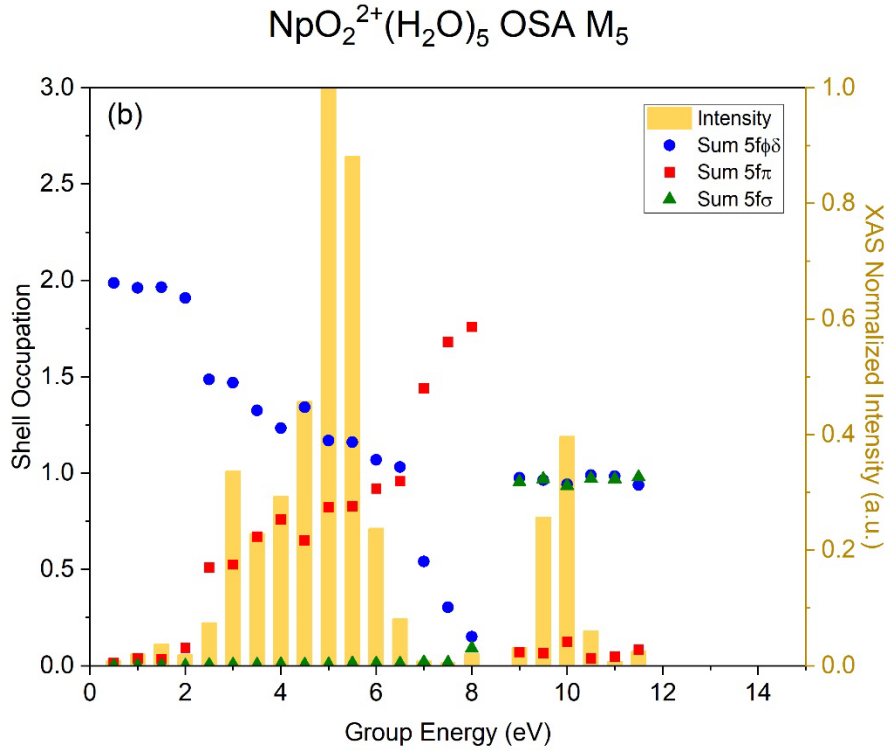 NpO₂²⁺(H₂O)₅ OSA M₅
(b)
Intensity
Sum 5fϕδ
Sum 5fπ
Sum 5fσ
3.0
2.5
2.0
1.5
1.0
0.5
0.0
Shell Occupation
1.0
0.8
0.6
0.4
0.2
0.0
XAS Normalized Intensity (a.u.)
0 2 4 6 8 10 12 14
Group Energy (eV)